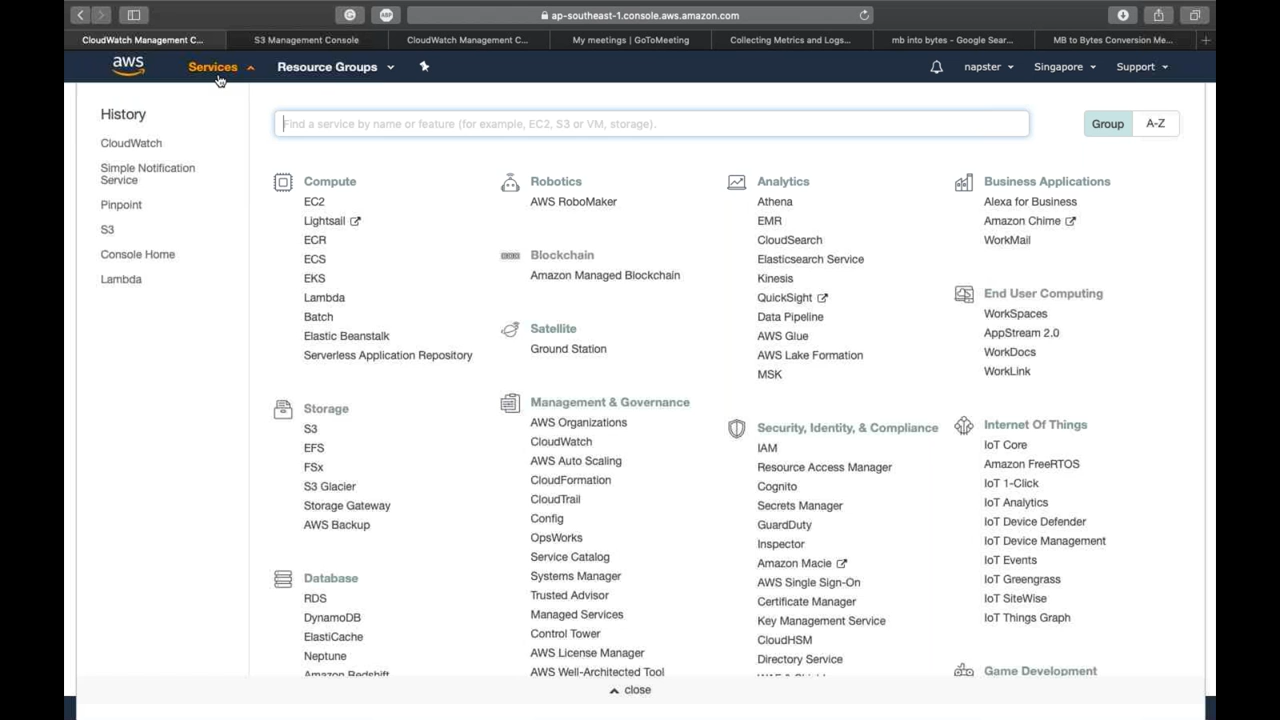 ap-southeast-1.console.aws.amazon.com
CloudWatch Management C...
S3 Management Console
CloudWatch Management C...
My meetings | GoToMeeting
Collecting Metrics and Logs...
mb into bytes - Google Sear...
MB to Bytes Conversion Me...
aws
Services
Resource Groups
napster
Singapore
Support
History
CloudWatch
Simple Notification
Service
Pinpoint
S3
Console Home
Lambda
Find a service by name or feature (for example, EC2, S3 or VM, storage).
Group
A-Z
Compute
EC2
Lightsail
ECR
ECS
EKS
Lambda
Batch
Elastic Beanstalk
Serverless Application Repository
Storage
S3
EFS
FSx
S3 Glacier
Storage Gateway
AWS Backup
Database
RDS
DynamoDB
ElastiCache
Neptune
Amazon Redshift
Robotics
AWS RoboMaker
Blockchain
Amazon Managed Blockchain
Satellite
Ground Station
Management & Governance
AWS Organizations
CloudWatch
AWS Auto Scaling
CloudFormation
CloudTrail
Config
OpsWorks
Service Catalog
Systems Manager
Trusted Advisor
Managed Services
Control Tower
AWS License Manager
AWS Well-Architected Tool
Analytics
Athena
EMR
CloudSearch
Elasticsearch Service
Kinesis
QuickSight
Data Pipeline
AWS Glue
AWS Lake Formation
MSK
Security, Identity, & Compliance
IAM
Resource Access Manager
Cognito
Secrets Manager
GuardDuty
Inspector
Amazon Macie
AWS Single Sign-On
Certificate Manager
Key Management Service
CloudHSM
Directory Service
WAF & Shield
Business Applications
Alexa for Business
Amazon Chime
WorkMail
End User Computing
WorkSpaces
AppStream 2.0
WorkDocs
WorkLink
Internet Of Things
IoT Core
Amazon FreeRTOS
IoT 1-Click
IoT Analytics
IoT Device Defender
IoT Device Management
IoT Events
IoT Greengrass
IoT SiteWise
IoT Things Graph
Game Development
close